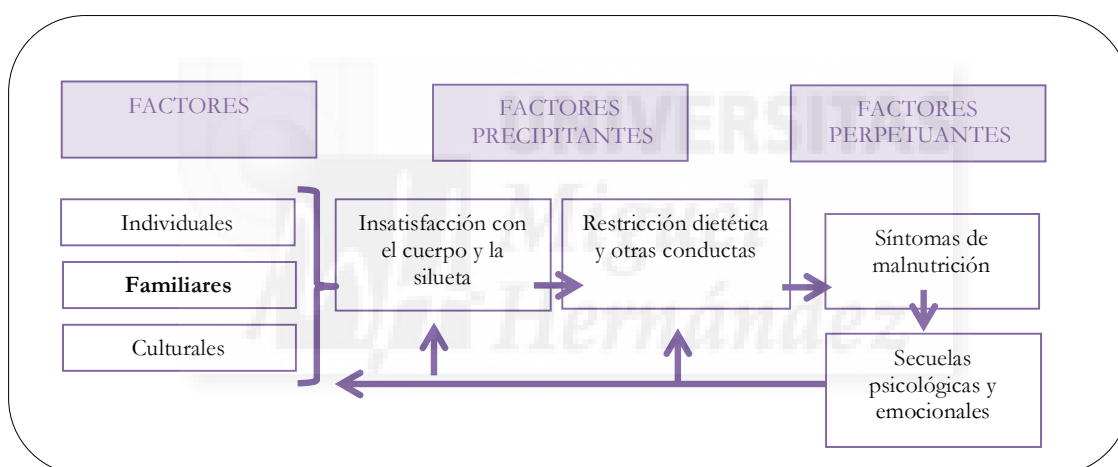 FACTORES
FACTORES
PRECIPITANTES
FACTORES
PERPETUANTES
UNIVERSITAS
Miguel
Hernández
Individuales
Familiares
Culturales
Insatisfacción con
el cuerpo y la
silueta
Restricción dietética
y otras conductas
Síntomas de
malnutrición
Secuelas
psicológicas y
emocionales